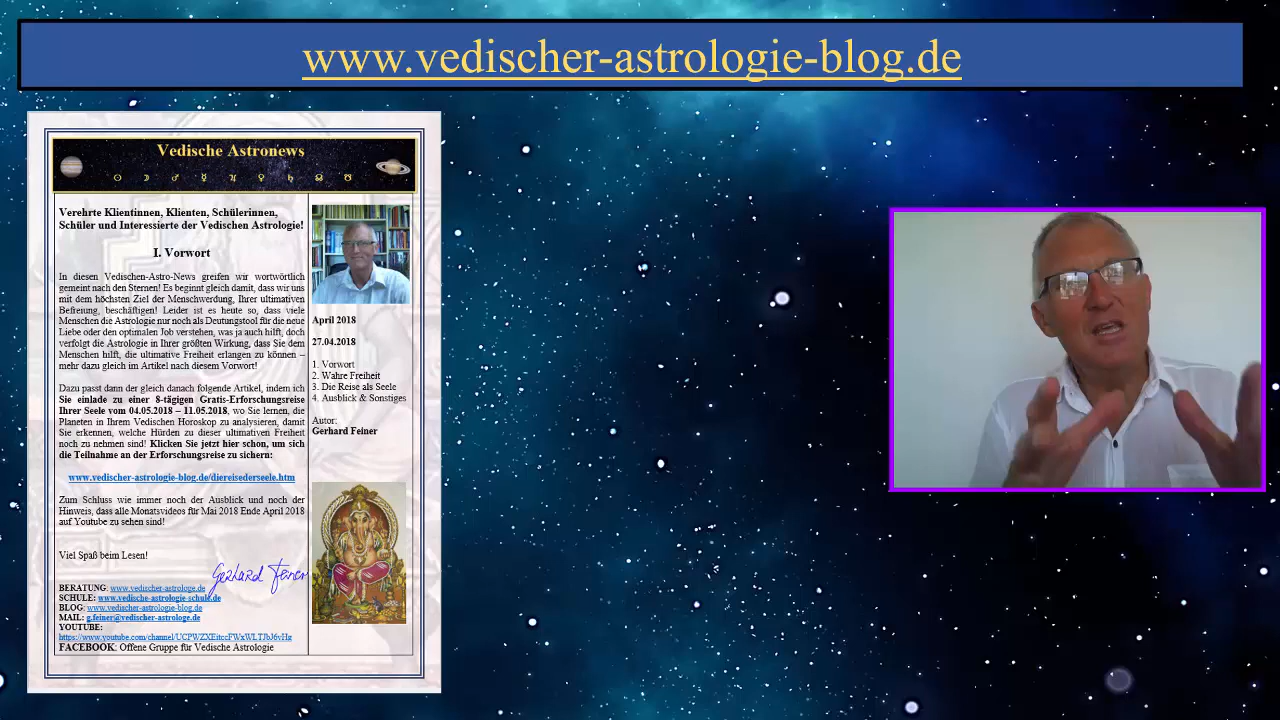 www.vedischer-astrologie-blog.de
Vedische Astronews
Verehrte Klientinnen, Klienten, Schülerinnen,
Schüler und Interessierte der Vedischen Astrologie!
I. Vorwort
In diesen Vedischen-Astro-News greifen wir wortwörtlich
gemeint nach den Sternen! Es beginnt gleich damit, dass wir uns
mit dem höchsten Ziel der Menschwerdung, Ihrer ultimativen
Befreiung, beschäftigen! Leider ist es heute so, dass viele
Menschen die Astrologie nur noch als Deutungstool für die neue
Liebe oder den optimalen Job verstehen, was ja auch hilft, doch
verfolgt die Astrologie in Ihrer größten Wirkung, dass Sie dem
Menschen hilft, die ultimative Freiheit erlangen zu können –
mehr dazu gleich im Artikel nach diesem Vorwort!
Dazu passt dann der gleich danach folgende Artikel, indem ich
Sie einlade zu einer 8-tägigen Gratis-Erforschungsreise
Ihrer Seele vom 04.05.2018 – 11.05.2018, wo Sie lernen, die
Planeten in Ihrem Vedischen Horoskop zu analysieren, damit
Sie erkennen, welche Hürden zu dieser ultimativen Freiheit
noch zu nehmen sind! Klicken Sie jetzt hier schon, um sich
die Teilnahme an der Erforschungsreise zu sichern:
www.vedischer-astrologie-blog.de/diereisederseele.htm
Zum Schluss wie immer noch der Ausblick und noch der
Hinweis, dass alle Monatsvideos für Mai 2018 Ende April 2018
auf Youtube zu sehen sind!
Viel Spaß beim Lesen!
Gerhard Feiner
BERATUNG: www.vedischer-astrologe.de
SCHULE: www.vedische-astrologie-schule.de
BLOG: www.vedischer-astrologie-blog.de
MAIL: g.feiner@vedischer-astrologe.de
YOUTUBE:
FACEBOOK: Offene Gruppe für Vedische Astrologie
April 2018
27.04.2018
1. Vorwort
2. Wahre Freiheit
3. Die Reise als Seele
4. Ausblick & Sonstiges
Autor:
Gerhard Feiner